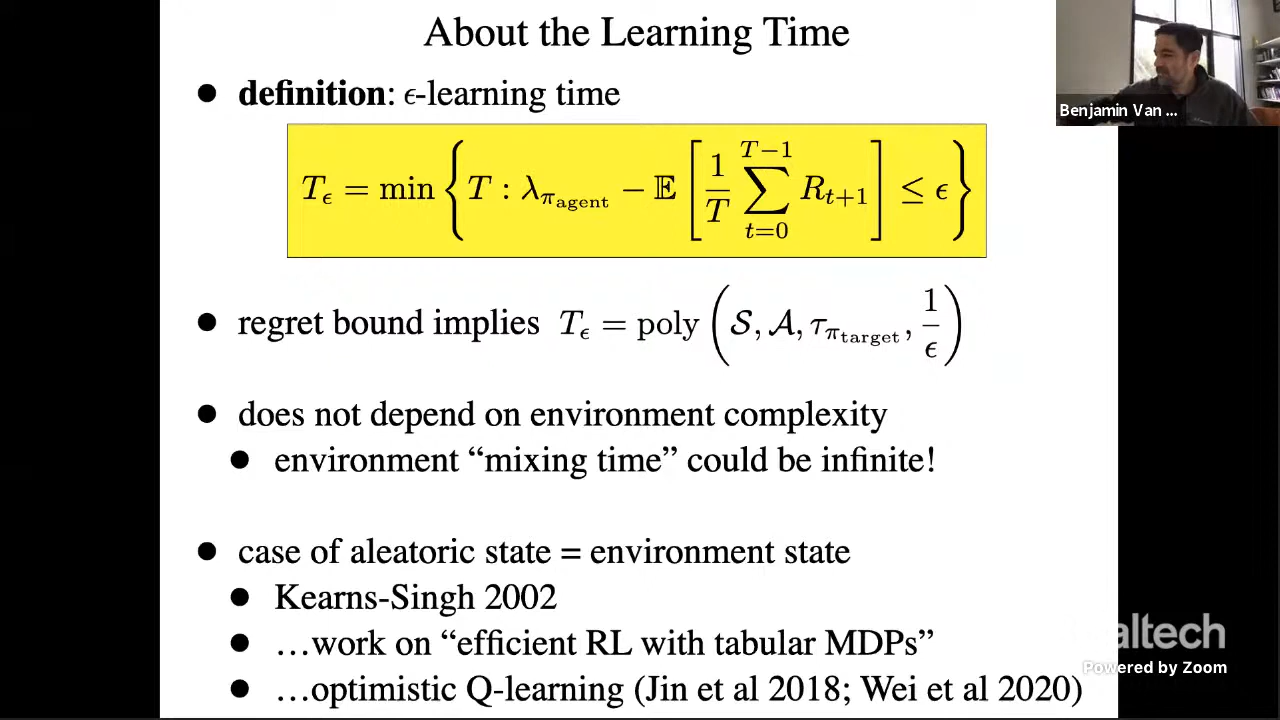 About the Learning Time
Benjamin Van ...
● definition: ϵ-learning time
T_ϵ = min { T : λ_{π_agent} − 𝔼 [ 1/T ∑_{t=0}^{T−1} R_{t+1} ] ≤ ϵ }
● regret bound implies T_ϵ = poly ( 𝒮, 𝒜, τ_{π_target}, 1/ϵ )
● does not depend on environment complexity
● environment “mixing time” could be infinite!
● case of aleatoric state = environment state
● Kearns-Singh 2002
● …work on “efficient RL with tabular MDPs”
● …optimistic Q-learning (Jin et al 2018; Wei et al 2020)
altech
Powered by Zoom